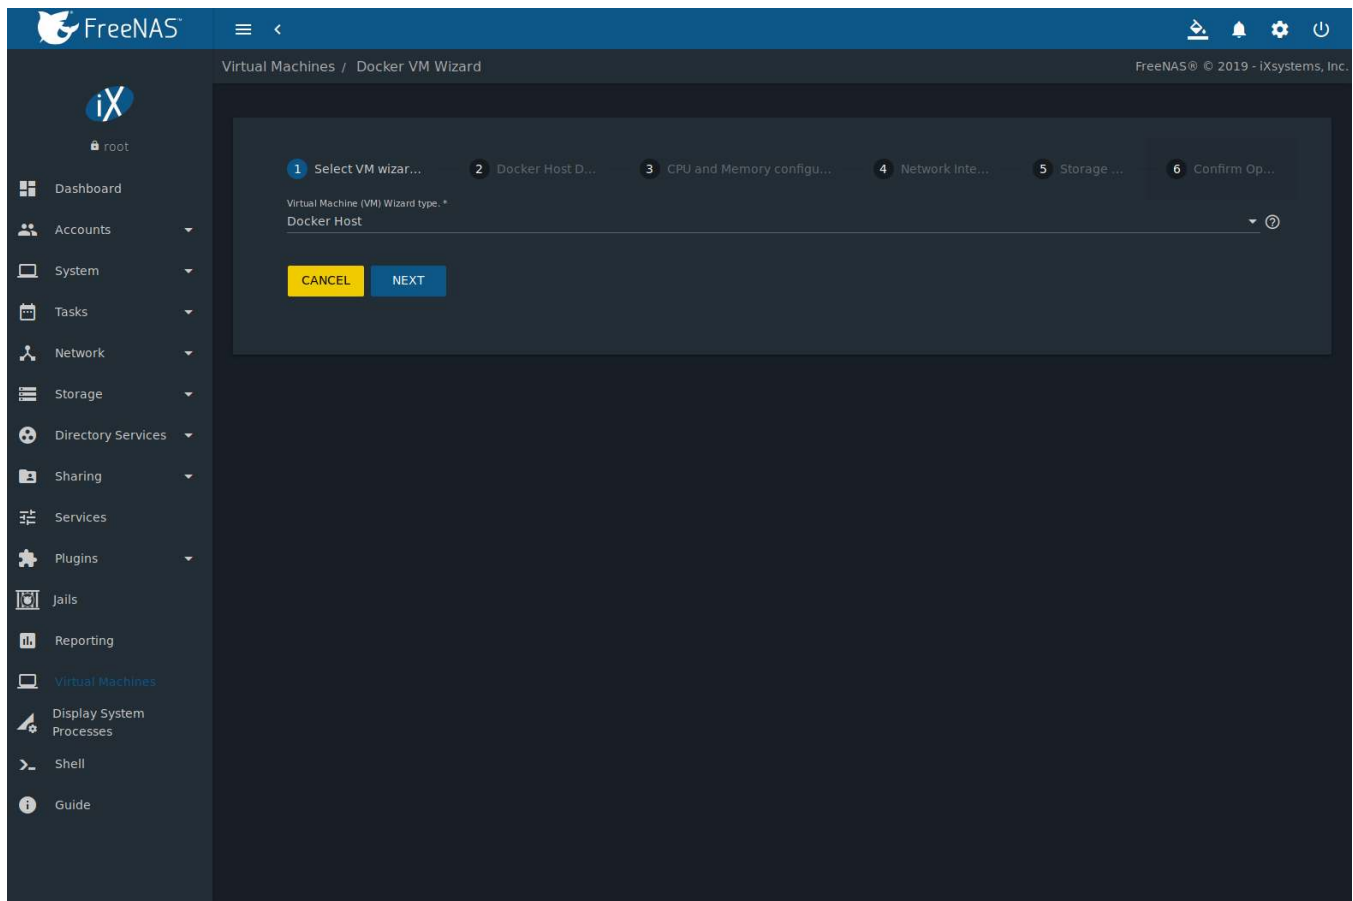 FreeNAS™
Virtual Machines / Docker VM Wizard
FreeNAS® © 2019 - iXsystems, Inc.
iX
root
1 Select VM wizar...
2 Docker Host D...
3 CPU and Memory configu...
4 Network Inte...
5 Storage ...
6 Confirm Op...
Virtual Machine (VM) Wizard type. *
Docker Host
CANCEL
NEXT
Dashboard
Accounts
System
Tasks
Network
Storage
Directory Services
Sharing
Services
Plugins
Jails
Reporting
Virtual Machines
Display System
Processes
Shell
Guide